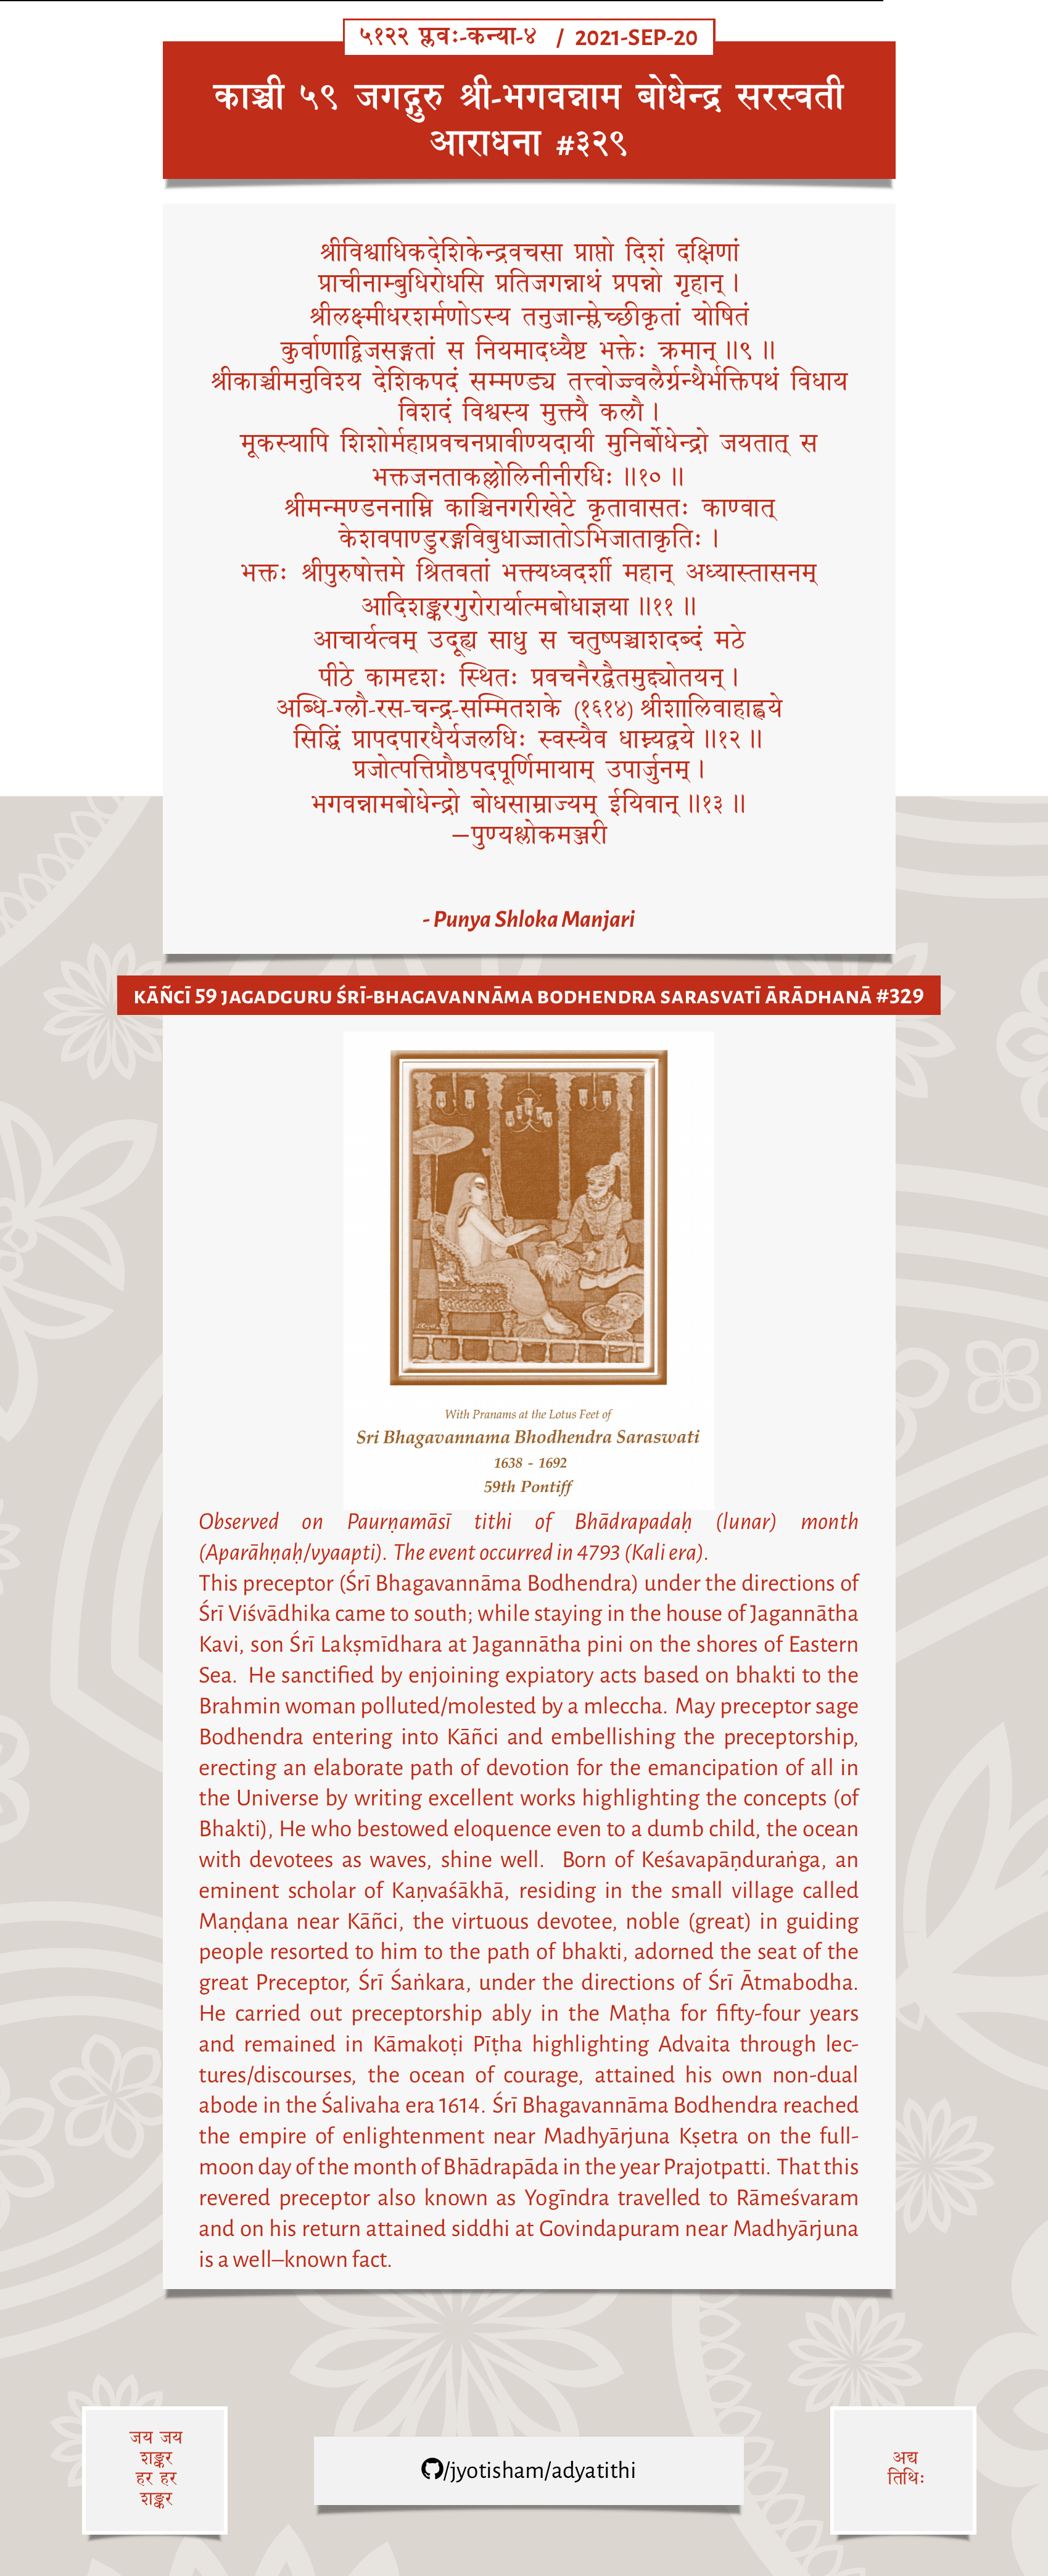 ५१२२ प्लवः-कन्या-४ / 2021-SEP-20
काञ्ची ५९ जगद्गुरु श्री-भगवन्नाम बोधेन्द्र सरस्वती
आराधना #३२९
श्रीविश्वाधिकदेशिकेन्द्रवचसा प्राप्तो दिशं दक्षिणां
प्राचीनाम्बुधिरोधसि प्रतिजगन्नाथं प्रपन्नो गृहान् ।
श्रीलक्ष्मीधरशर्मणोऽस्य तनुजान्म्लेच्छीकृतां योषितं
कुर्वाणाद्विजसङ्गतां स नियमादध्यैष्ट भक्तेः क्रमान् ॥९ ॥
श्रीकाञ्चीमनुविश्य देशिकपदं सम्मण्ड्य तत्त्वोज्ज्वलैर्ग्रन्थैर्भक्तिपथं विधाय
विशदं विश्वस्य मुक्त्यै कलौ ।
मूकस्यापि शिशोर्महाप्रवचनप्रावीण्यदायी मुनिर्बोधेन्द्रो जयतात् स
भक्तजनताकल्लोलिनीनीरधिः ॥१० ॥
श्रीमन्मण्डननाम्नि काञ्चिनगरीखेटे कृतावासतः काण्वात्
केशवपाण्डुरङ्गविबुधाज्जातोऽभिजाताकृतिः ।
भक्तः श्रीपुरुषोत्तमे श्रितवतां भक्त्यध्वदर्शी महान् अध्यास्तासनम्
आदिशङ्करगुरोरार्यात्मबोधाज्ञया ॥११ ॥
आचार्यत्वम् उदूह्य साधु स चतुष्पञ्चाशदब्दं मठे
पीठे कामदृशः स्थितः प्रवचनैरद्वैतमुद्द्योतयन् ।
अब्धि-ग्लौ-रस-चन्द्र-सम्मितशके (१६१४) श्रीशालिवाहाह्वये
सिद्धिं प्रापदपारधैर्यजलधिः स्वस्यैव धाम्न्यद्वये ॥१२ ॥
प्रजोत्पत्तिप्रौष्ठपदपूर्णिमायाम् उपार्जुनम् ।
भगवन्नामबोधेन्द्रो बोधसाम्राज्यम् ईयिवान् ॥१३ ॥
—पुण्यश्लोकमञ्जरी
- Punya Shloka Manjari
KĀÑCĪ 59 JAGADGURU ŚRĪ-BHAGAVANNĀMA BODHENDRA SARASVATĪ ĀRĀDHANĀ #329
With Pranams at the Lotus Feet of
Sri Bhagavannama Bhodhendra Saraswati
1638 - 1692
59th Pontiff
Observed on Paurṇamāsī tithi of Bhādrapadaḥ (lunar) month
(Aparāhṇaḥ/vyaapti). The event occurred in 4793 (Kali era).
This preceptor (Śrī Bhagavannāma Bodhendra) under the directions of
Śrī Viśvādhika came to south; while staying in the house of Jagannātha
Kavi, son Śrī Lakṣmīdhara at Jagannātha pini on the shores of Eastern
Sea. He sanctified by enjoining expiatory acts based on bhakti to the
Brahmin woman polluted/molested by a mleccha. May preceptor sage
Bodhendra entering into Kāñci and embellishing the preceptorship,
erecting an elaborate path of devotion for the emancipation of all in
the Universe by writing excellent works highlighting the concepts (of
Bhakti), He who bestowed eloquence even to a dumb child, the ocean
with devotees as waves, shine well. Born of Keśavapāṇḍuraṅga, an
eminent scholar of Kaṇvaśākhā, residing in the small village called
Maṇḍana near Kāñci, the virtuous devotee, noble (great) in guiding
people resorted to him to the path of bhakti, adorned the seat of the
great Preceptor, Śrī Śaṅkara, under the directions of Śrī Ātmabodha.
He carried out preceptorship ably in the Maṭha for fifty-four years
and remained in Kāmakoṭi Pīṭha highlighting Advaita through lec-
tures/discourses, the ocean of courage, attained his own non-dual
abode in the Śalivaha era 1614. Śrī Bhagavannāma Bodhendra reached
the empire of enlightenment near Madhyārjuna Kṣetra on the full-
moon day of the month of Bhādrapāda in the year Prajotpatti. That this
revered preceptor also known as Yogīndra travelled to Rāmeśvaram
and on his return attained siddhi at Govindapuram near Madhyārjuna
is a well–known fact.
जय जय
शङ्कर
हर हर
शङ्कर
/jyotisham/adyatithi
अद्य
तिथिः